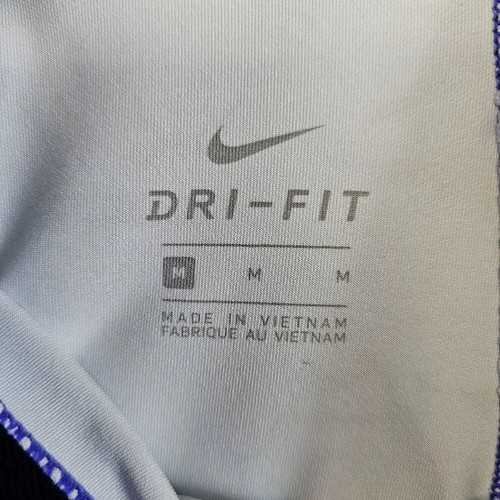 DRI-FIT
M M M
MADE IN VIETNAM
FABRIQUE AU VIETNAM